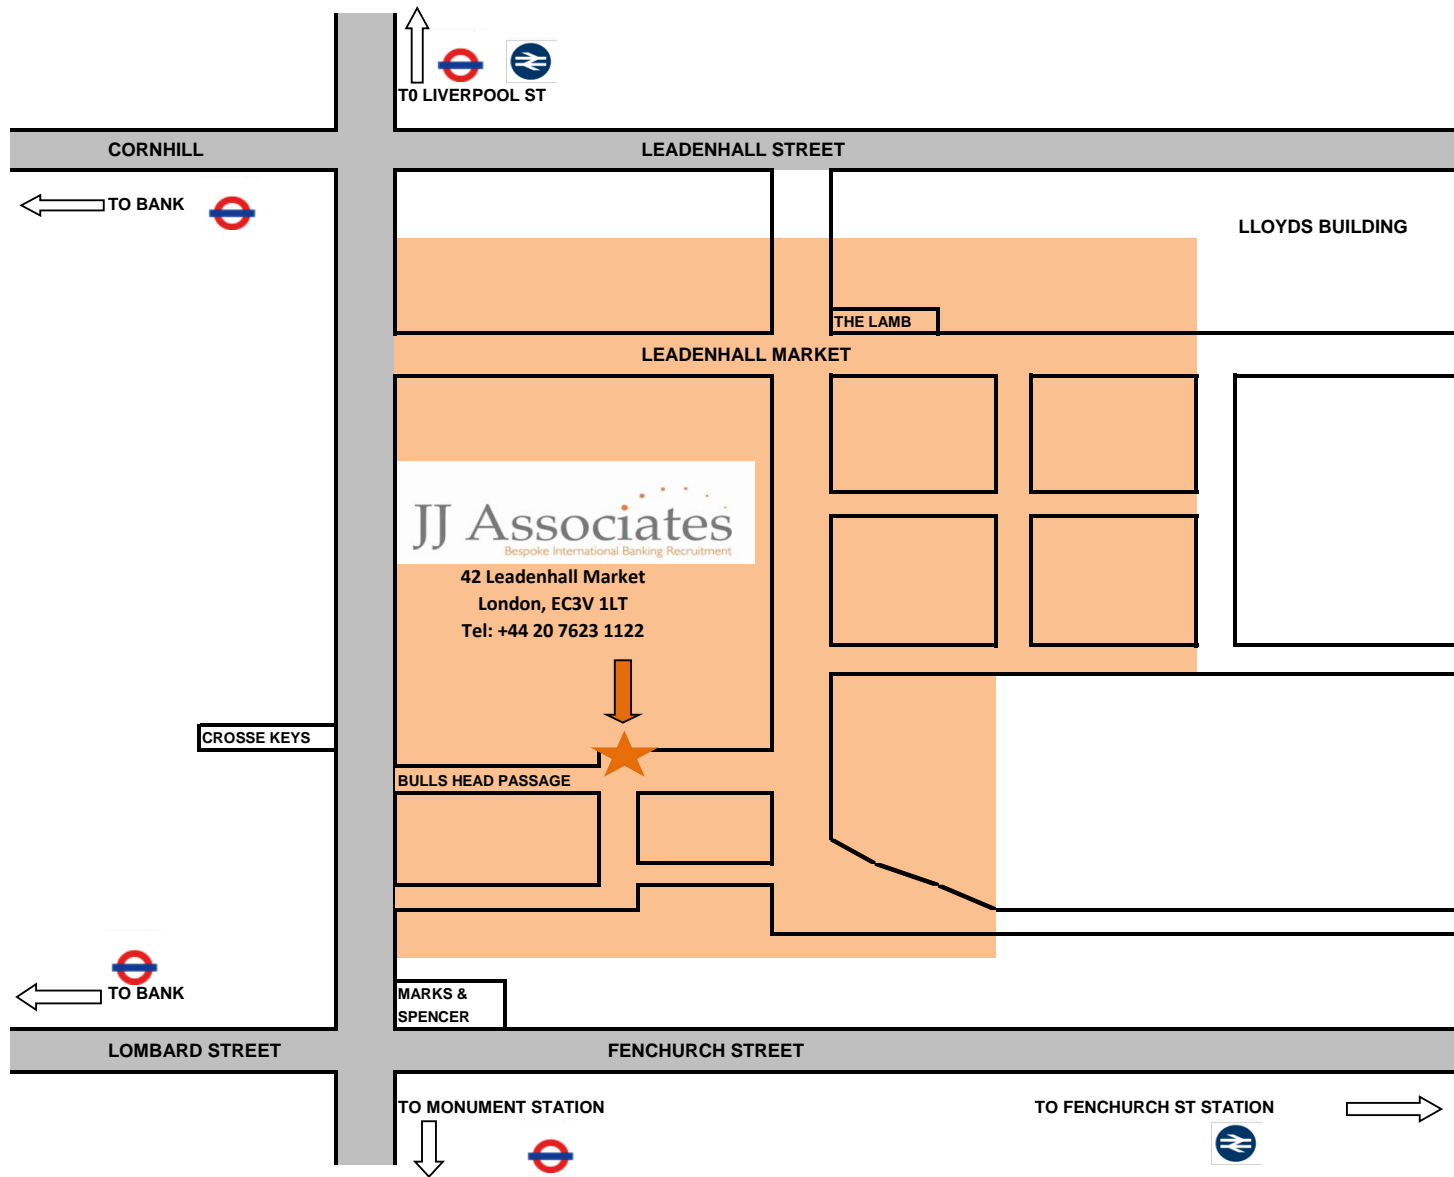 T0 LIVERPOOL ST
CORNHILL
LEADENHALL STREET
TO BANK
LLOYDS BUILDING
THE LAMB
LEADENHALL MARKET
JJ Associates
Bespoke International Banking Recruitment
42 Leadenhall Market
London, EC3V 1LT
Tel: +44 20 7623 1122
CROSSE KEYS
BULLS HEAD PASSAGE
TO BANK
MARKS &
SPENCER
LOMBARD STREET
FENCHURCH STREET
TO MONUMENT STATION
TO FENCHURCH ST STATION